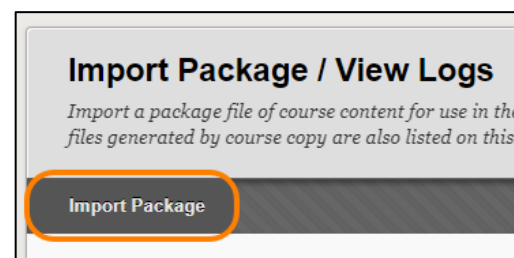 Import Package / View Logs
Import a package file of course content for use in the
files generated by course copy are also listed on this
Import Package